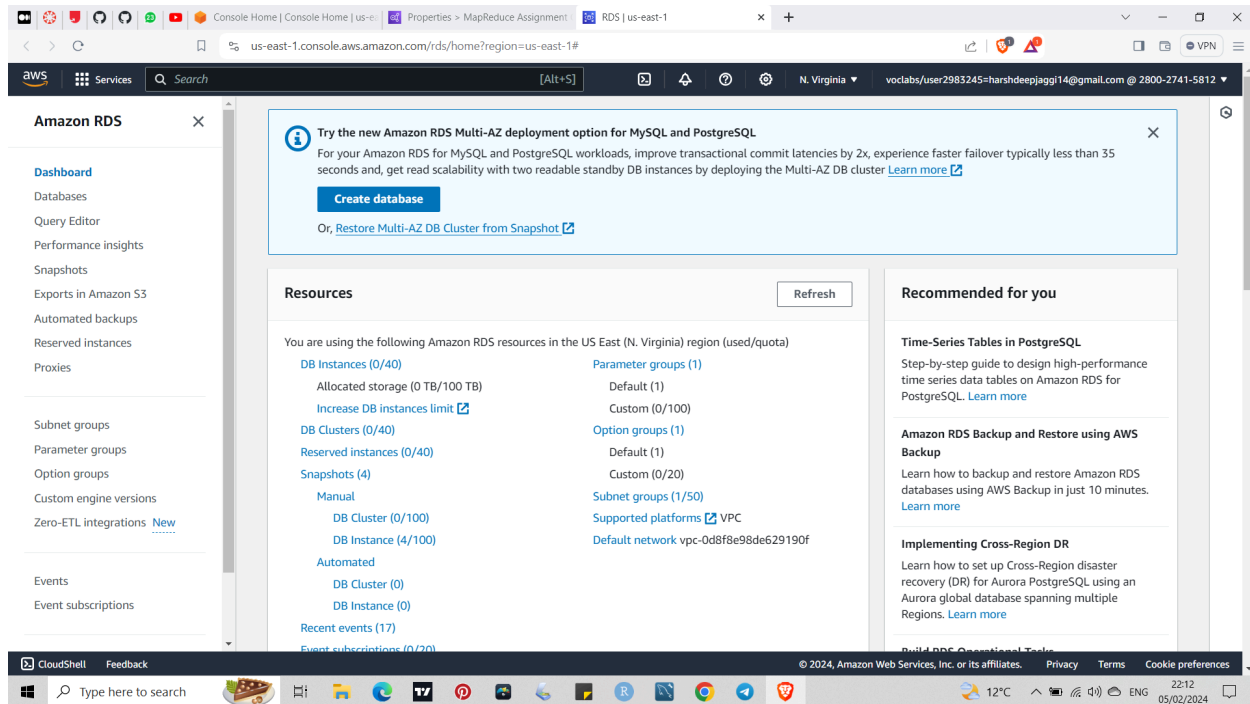 Console Home | Console Home | us-ea
Properties > MapReduce Assignment
RDS | us-east-1
us-east-1.console.aws.amazon.com/rds/home?region=us-east-1#
VPN
aws
Services
Search
[Alt+S]
N. Virginia
voclabs/user2983245=harshdeepjaggi14@gmail.com @ 2800-2741-5812
Amazon RDS
Dashboard
Databases
Query Editor
Performance insights
Snapshots
Exports in Amazon S3
Automated backups
Reserved instances
Proxies
Subnet groups
Parameter groups
Option groups
Custom engine versions
Zero-ETL integrations New
Events
Event subscriptions
Try the new Amazon RDS Multi-AZ deployment option for MySQL and PostgreSQL
For your Amazon RDS for MySQL and PostgreSQL workloads, improve transactional commit latencies by 2x, experience faster failover typically less than 35
seconds and, get read scalability with two readable standby DB instances by deploying the Multi-AZ DB cluster Learn more
Create database
Or, Restore Multi-AZ DB Cluster from Snapshot
Resources
Refresh
You are using the following Amazon RDS resources in the US East (N. Virginia) region (used/quota)
DB Instances (0/40)
Allocated storage (0 TB/100 TB)
Increase DB instances limit
DB Clusters (0/40)
Reserved instances (0/40)
Snapshots (4)
Manual
DB Cluster (0/100)
DB Instance (4/100)
Automated
DB Cluster (0)
DB Instance (0)
Recent events (17)
Event subscriptions (0/20)
Parameter groups (1)
Default (1)
Custom (0/100)
Option groups (1)
Default (1)
Custom (0/20)
Subnet groups (1/50)
Supported platforms VPC
Default network vpc-0d8f8e98de629190f
Recommended for you
Time-Series Tables in PostgreSQL
Step-by-step guide to design high-performance
time series data tables on Amazon RDS for
PostgreSQL. Learn more
Amazon RDS Backup and Restore using AWS
Backup
Learn how to backup and restore Amazon RDS
databases using AWS Backup in just 10 minutes.
Learn more
Implementing Cross-Region DR
Learn how to set up Cross-Region disaster
recovery (DR) for Aurora PostgreSQL using an
Aurora global database spanning multiple
Regions. Learn more
Build RDS Operational Tasks
CloudShell
Feedback
© 2024, Amazon Web Services, Inc. or its affiliates.
Privacy
Terms
Cookie preferences
Type here to search
12°C
ENG
22:12
05/02/2024